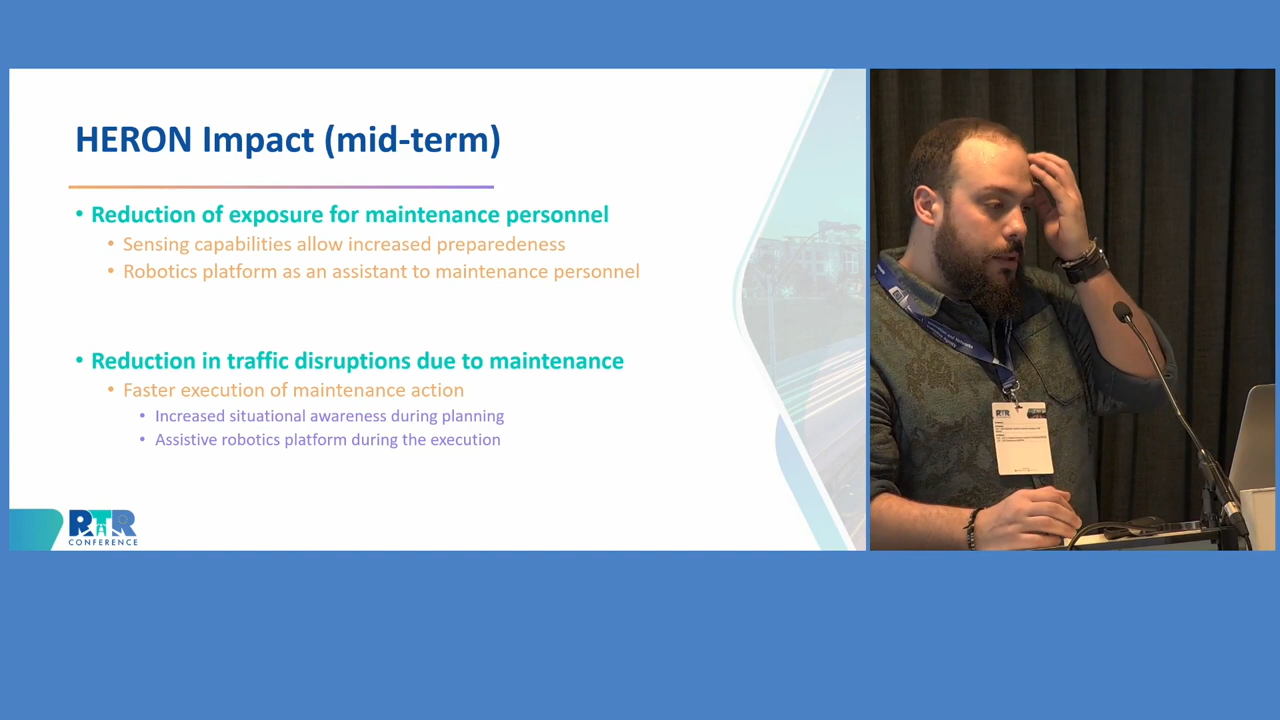 HERON Impact (mid-term)
• Reduction of exposure for maintenance personnel
• Sensing capabilities allow increased preparedeness
• Robotics platform as an assistant to maintenance personnel
• Reduction in traffic disruptions due to maintenance
• Faster execution of maintenance action
• Increased situational awareness during planning
• Assistive robotics platform during the execution
RTR
CONFERENCE